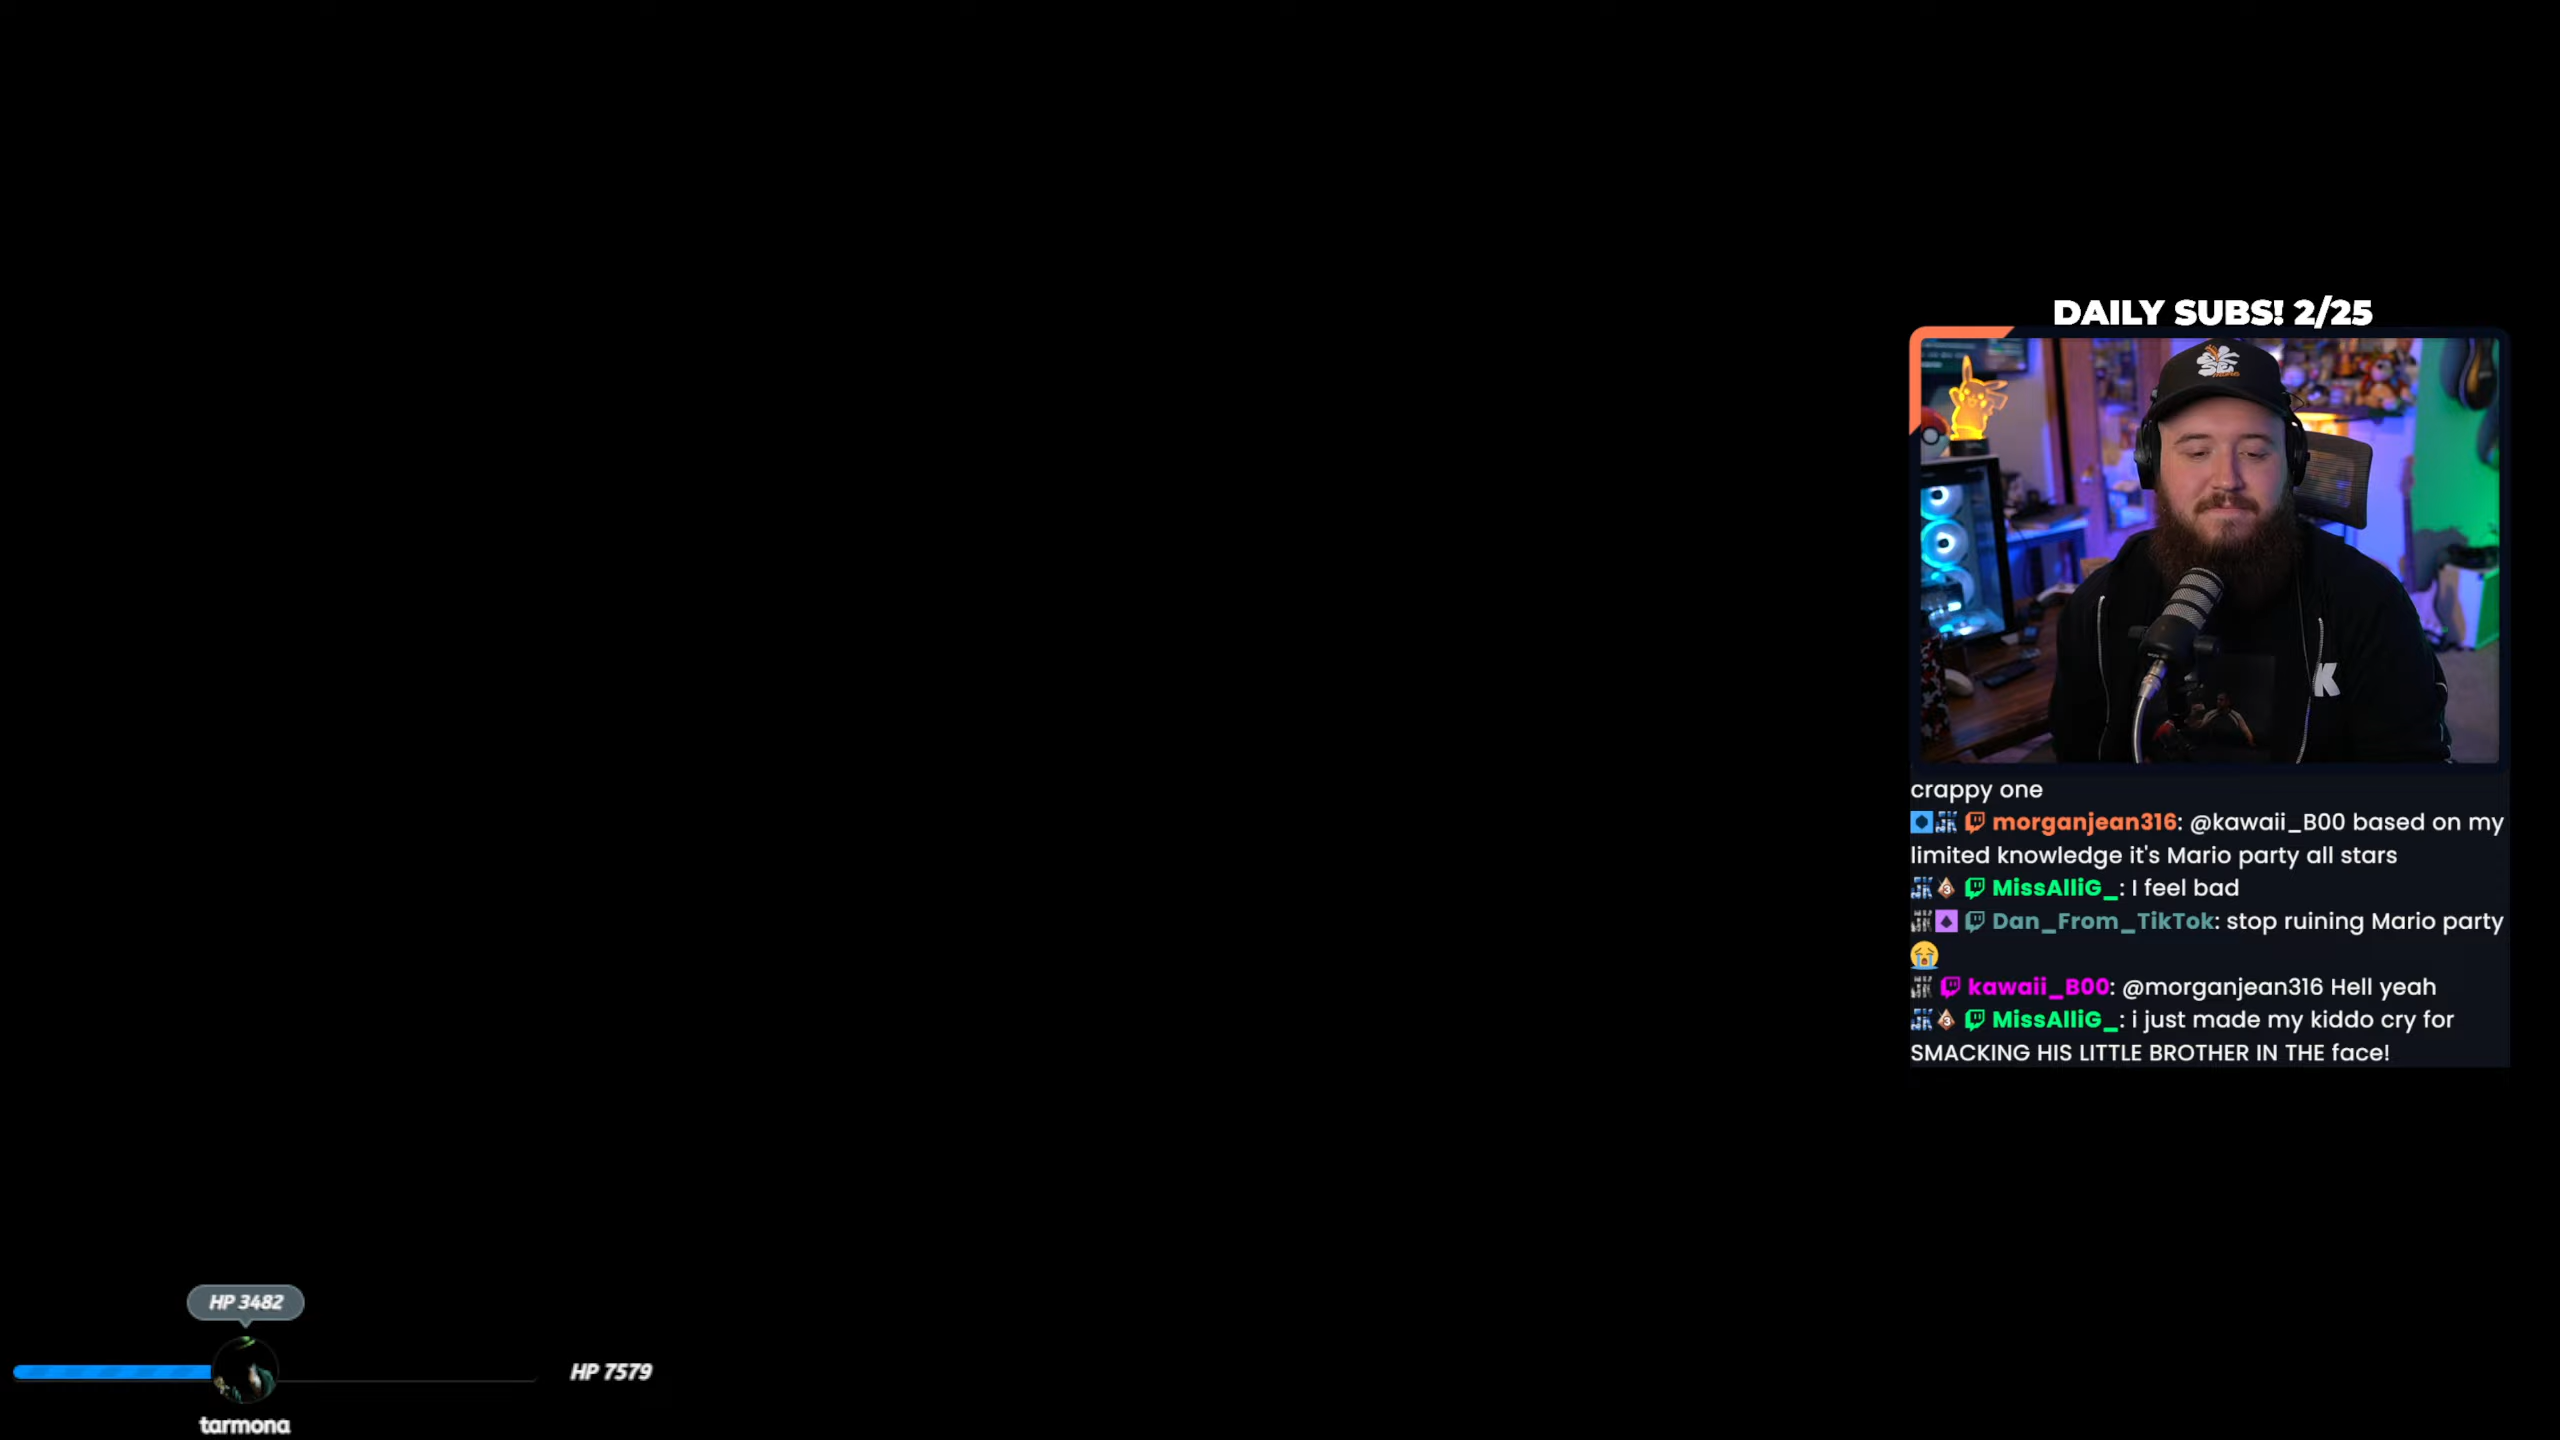 DAILY SUBS! 2/25
K
crappy one
morganjean316: @kawaii_B00 based on my
limited knowledge it's Mario party all stars
MissAlliG_: I feel bad
Dan_From_TikTok: stop ruining Mario party
😭
kawaii_B00: @morganjean316 Hell yeah
MissAlliG_: i just made my kiddo cry for
SMACKING HIS LITTLE BROTHER IN THE face!
HP 3482
HP 7579
tarmona